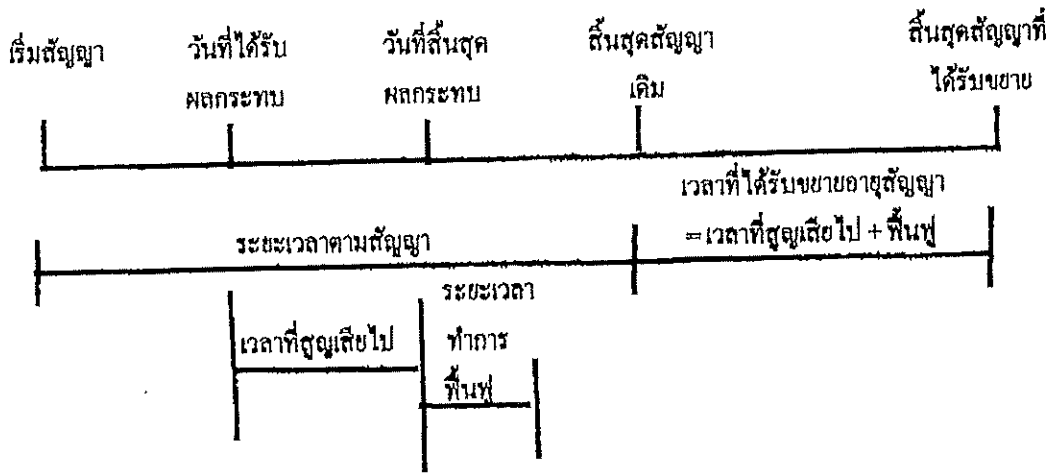 เริ่มสัญญา
วันที่ได้รับ
ผลกระทบ
วันที่สิ้นสุด
ผลกระทบ
สิ้นสุดสัญญา
เดิม
สิ้นสุดสัญญาที่
ได้รับขยาย
เวลาที่ได้รับขยายอายุสัญญา
=เวลาที่สูญเสียไป + ฟื้นฟู
ระยะเวลาตามสัญญา
เวลาที่สูญเสียไป
ระยะเวลา
ทำการ
ฟื้นฟู